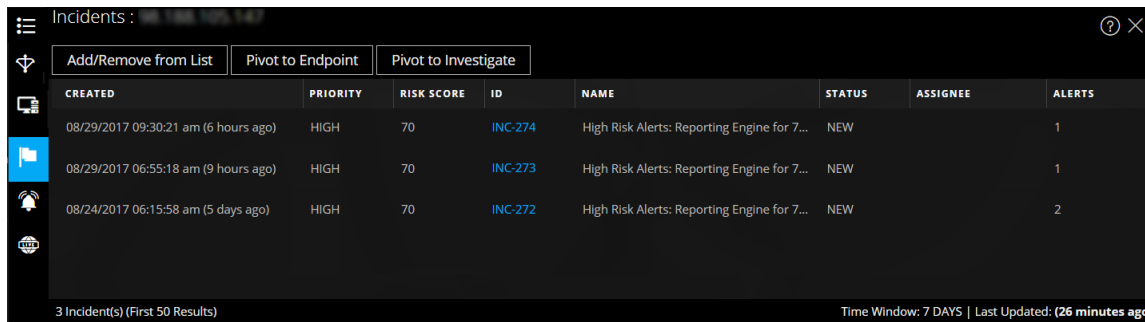 Incidents :
Add/Remove from List Pivot to Endpoint Pivot to Investigate
CREATED PRIORITY RISK SCORE ID NAME STATUS ASSIGNEE ALERTS
08/29/2017 09:30:21 am (6 hours ago) HIGH 70 INC-274 High Risk Alerts: Reporting Engine for 7... NEW 1
08/29/2017 06:55:18 am (9 hours ago) HIGH 70 INC-273 High Risk Alerts: Reporting Engine for 7... NEW 1
08/24/2017 06:15:58 am (5 days ago) HIGH 70 INC-272 High Risk Alerts: Reporting Engine for 7... NEW 2
LIVE
3 Incident(s) (First 50 Results) Time Window: 7 DAYS | Last Updated: (26 minutes ago